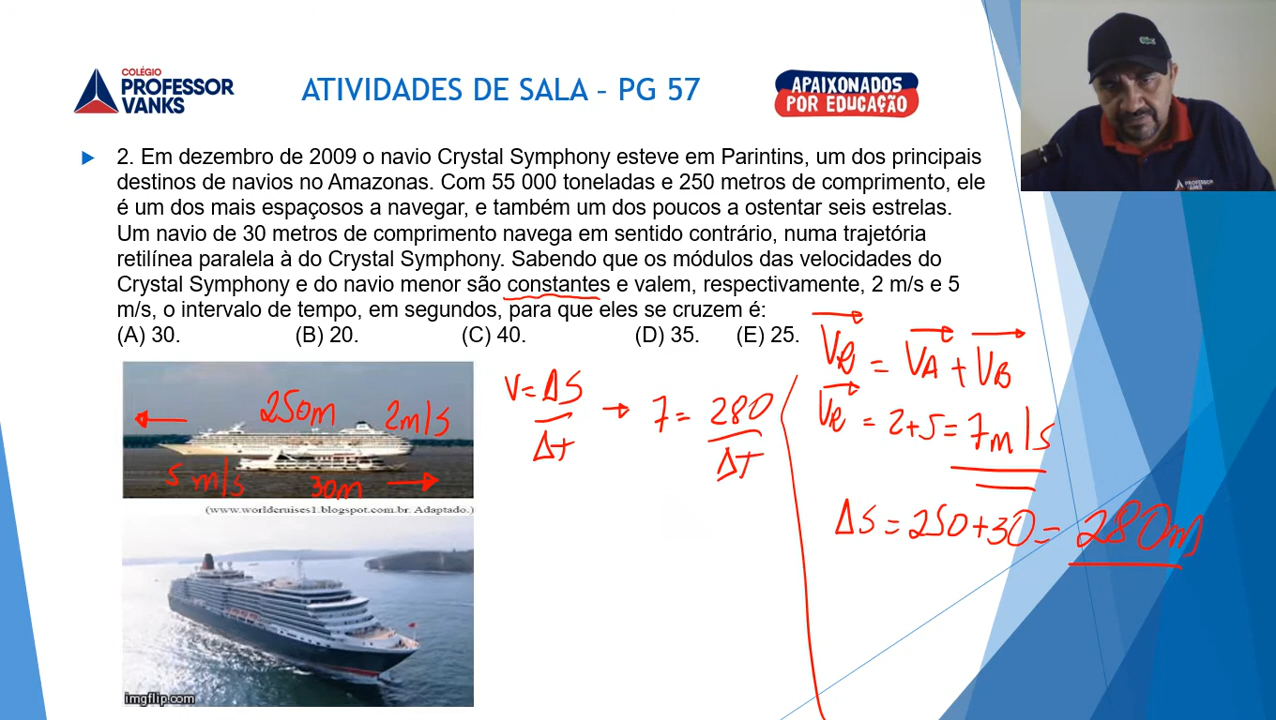 COLÉGIO
PROFESSOR
VANKS
ATIVIDADES DE SALA - PG 57
APAIXONADOS
POR EDUCAÇÃO
2. Em dezembro de 2009 o navio Crystal Symphony esteve em Parintins, um dos principais
destinos de navios no Amazonas. Com 55 000 toneladas e 250 metros de comprimento, ele
é um dos mais espaçosos a navegar, e também um dos poucos a ostentar seis estrelas.
Um navio de 30 metros de comprimento navega em sentido contrário, numa trajetória
retilínea paralela à do Crystal Symphony. Sabendo que os módulos das velocidades do
Crystal Symphony e do navio menor são constantes e valem, respectivamente, 2 m/s e 5
m/s, o intervalo de tempo, em segundos, para que eles se cruzem é:
(A) 30. (B) 20. (C) 40. (D) 35. (E) 25.
250m 2m/s
5 m/s 30m
(www.worldcruises1.blogspot.com.br. Adaptado.)
V = ΔS / ΔT → 7 = 280 / ΔT
VR = VA + VB
VR = 2+5 = 7m/s
ΔS = 250+30 = 280m
imgflip.com